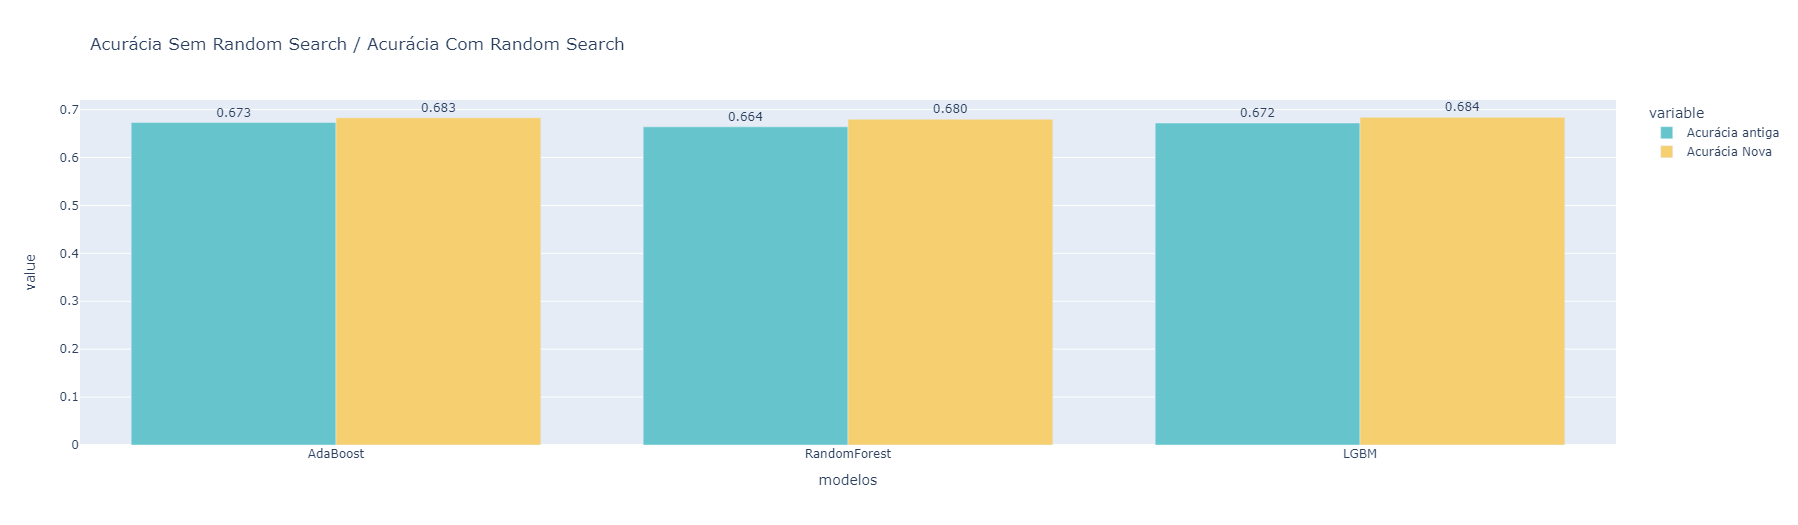 Acurácia Sem Random Search / Acurácia Com Random Search
0.673
0.683
0.664
0.680
0.672
0.684
0.7
0.6
0.5
0.4
0.3
0.2
0.1
0
value
AdaBoost
RandomForest
LGBM
modelos
variable
Acurácia antiga
Acurácia Nova